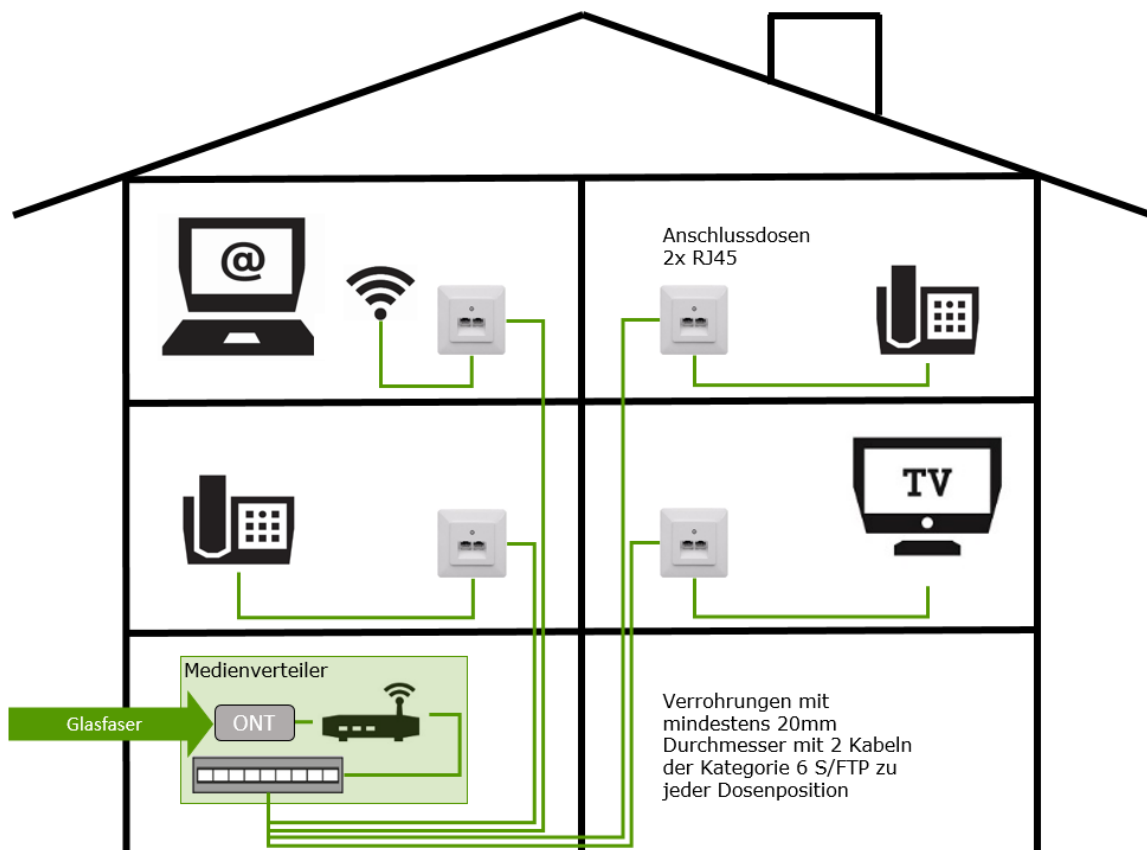 @
Anschlussdosen
2x RJ45
TV
Medienverteiler
Glasfaser
ONT
Verrohrungen mit
mindestens 20mm
Durchmesser mit 2 Kabeln
der Kategorie 6 S/FTP zu
jeder Dosenposition